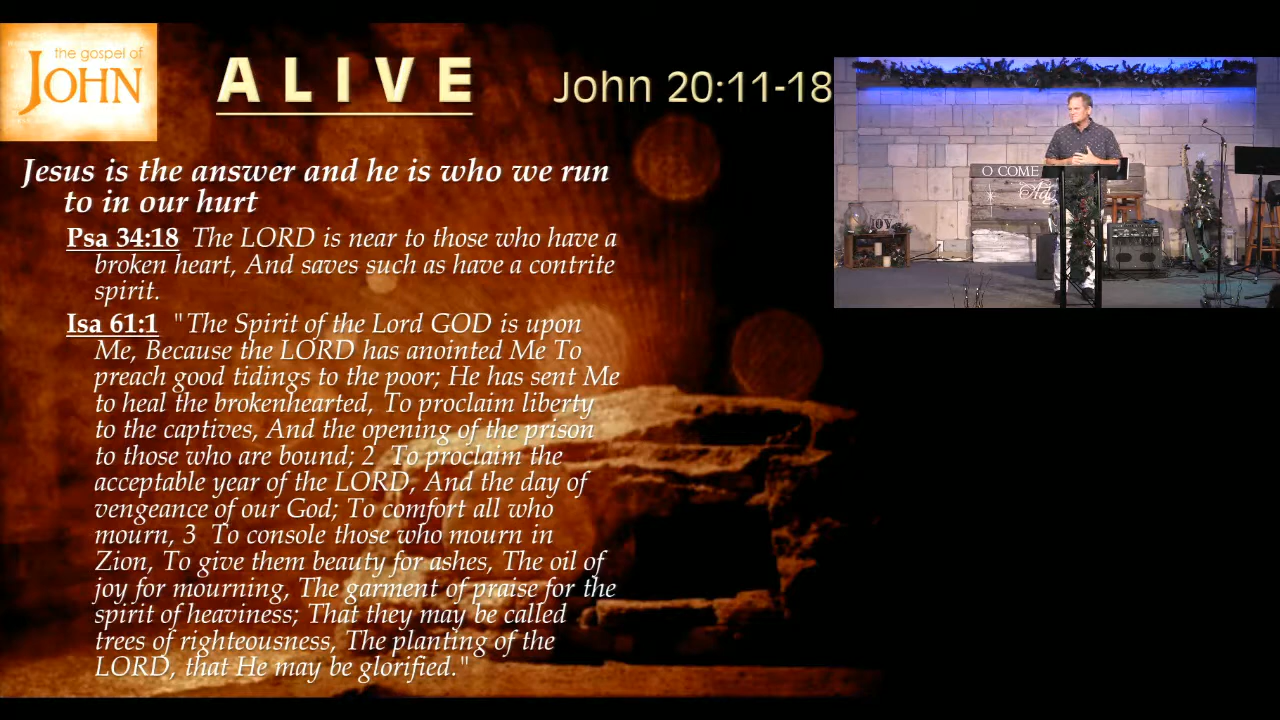 the gospel of
JOHN
ALIVE
John 20:11-18
Jesus is the answer and he is who we run
to in our hurt
Psa 34:18 The LORD is near to those who have a
broken heart, And saves such as have a contrite
spirit.
Isa 61:1 "The Spirit of the Lord GOD is upon
Me, Because the LORD has anointed Me To
preach good tidings to the poor; He has sent Me
to heal the brokenhearted, To proclaim liberty
to the captives, And the opening of the prison
to those who are bound; 2 To proclaim the
acceptable year of the LORD, And the day of
vengeance of our God; To comfort all who
mourn, 3 To console those who mourn in
Zion, To give them beauty for ashes, The oil of
joy for mourning, The garment of praise for the
spirit of heaviness; That they may be called
trees of righteousness, The planting of the
LORD, that He may be glorified."
O COME
JOY